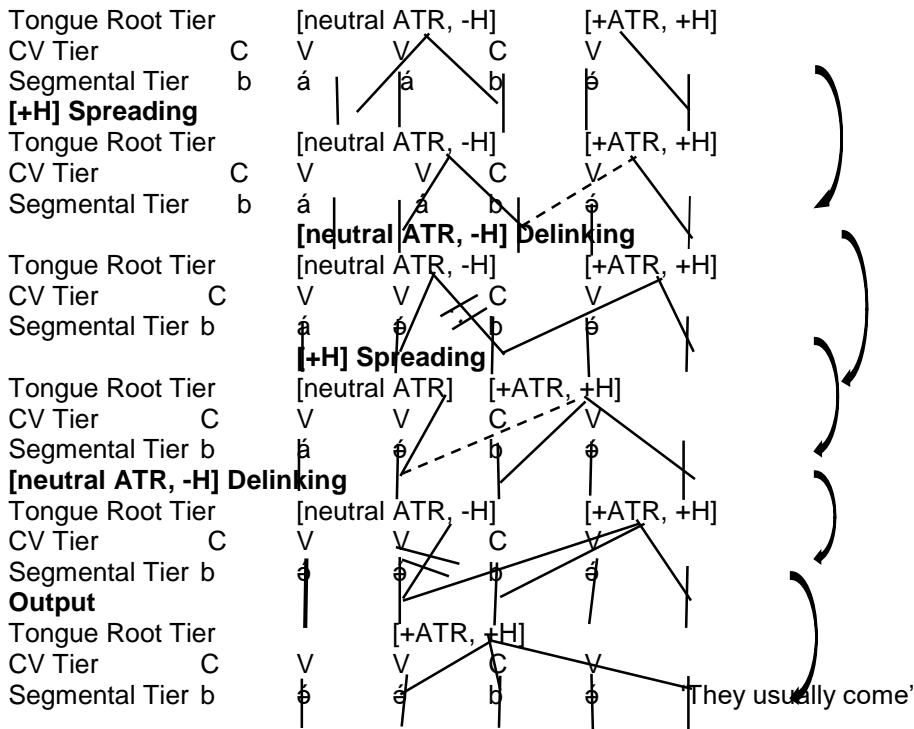 Tongue Root Tier [neutral ATR, -H] [+ATR, +H]
CV Tier C V V C V
Segmental Tier b á á b ə́
[+H] Spreading
Tongue Root Tier [neutral ATR, -H] [+ATR, +H]
CV Tier C V V C V
Segmental Tier b á á b ə́
[neutral ATR, -H] Delinking
Tongue Root Tier [neutral ATR, -H] [+ATR, +H]
CV Tier C V V C V
Segmental Tier b á ə́ b ə́
[+H] Spreading
Tongue Root Tier [neutral ATR] [+ATR, +H]
CV Tier C V V C V
Segmental Tier b á ə́ b ə́
[neutral ATR, -H] Delinking
Tongue Root Tier [neutral ATR, -H] [+ATR, +H]
CV Tier C V V C V
Segmental Tier b ə́ ə́ b ə́
Output
Tongue Root Tier [+ATR, +H]
CV Tier C V V C V
Segmental Tier b ə́ ə́ b ə́ 'They usually come'